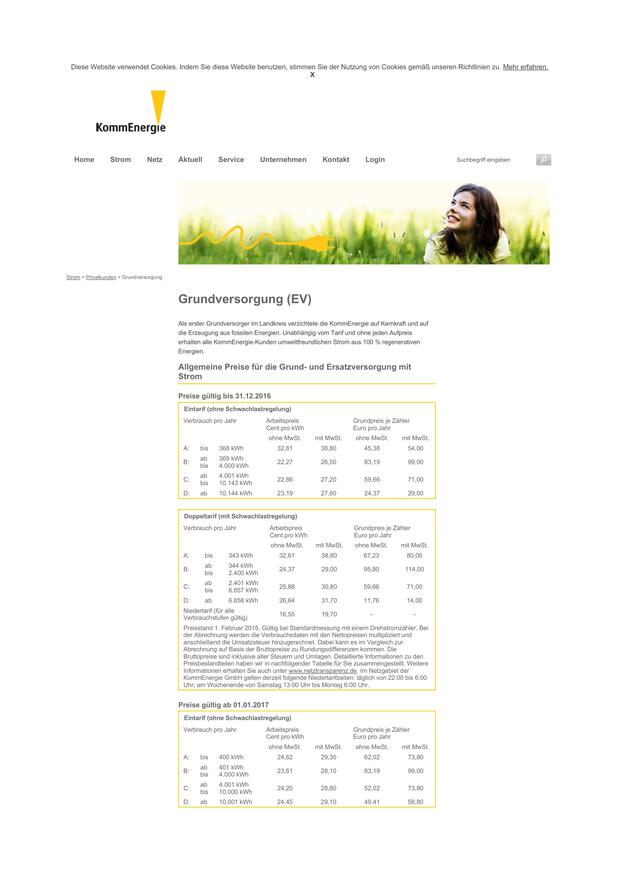 Diese Website verwendet Cookies. Indem Sie diese Website benutzen, stimmen Sie der Nutzung von Cookies gemäß unseren Richtlinien zu. Mehr erfahren.
X
KommEnergie
Home Strom Netz Aktuell Service Unternehmen Kontakt Login Suchbegriff eingeben
Strom > Privatkunden > Grundversorgung
Grundversorgung (EV)
Als erster Grundversorger im Landkreis verzichtete die KommEnergie auf Kernkraft und auf
die Erzeugung aus fossilen Energien. Unabhängig vom Tarif und ohne jeden Aufpreis
erhalten alle KommEnergie-Kunden umweltfreundlichen Strom aus 100 % regenerativen
Energien.
Allgemeine Preise für die Grund- und Ersatzversorgung mit
Strom
Preise gültig bis 31.12.2016
Eintarif (ohne Schwachlastregelung)
Verbrauch pro Jahr Arbeitspreis Grundpreis je Zähler
Cent pro kWh Euro pro Jahr
ohne MwSt. mit MwSt. ohne MwSt. mit MwSt.
A: bis 368 kWh 32,61 38,80 45,38 54,00
ab 369 kWh
B: 22,27 26,50 83,19 99,00
bis 4.000 kWh
ab 4.001 kWh
C: 22,86 27,20 59,66 71,00
bis 10.143 kWh
D: ab 10.144 kWh 23,19 27,60 24,37 29,00
Doppeltarif (mit Schwachlastregelung)
Verbrauch pro Jahr Arbeitspreis Grundpreis je Zähler
Cent pro kWh Euro pro Jahr
ohne MwSt. mit MwSt. ohne MwSt. mit MwSt.
A: bis 343 kWh 32,61 38,80 67,23 80,00
ab 344 kWh
B: 24,37 29,00 95,80 114,00
bis 2.400 kWh
ab 2.401 kWh
C: 25,88 30,80 59,66 71,00
bis 6.857 kWh
D: ab 6.858 kWh 26,64 31,70 11,76 14,00
Niedertarif (für alle
Verbrauchstufen gültig) 16,55 19,70 - -
Preisstand 1. Februar 2015. Gültig bei Standardmessung mit einem Drehstromzähler. Bei
der Abrechnung werden die Verbrauchsdaten mit den Nettopreisen multipliziert und
anschließend die Umsatzsteuer hinzugerechnet. Dabei kann es im Vergleich zur
Abrechnung auf Basis der Bruttopreise zu Rundungsdifferenzen kommen. Die
Bruttopreise sind inklusive aller Steuern und Umlagen. Detaillierte Informationen zu den
Preisbestandteilen haben wir in nachfolgender Tabelle für Sie zusammengestellt. Weitere
Informationen erhalten Sie auch unter www.netztransparenz.de. Im Netzgebiet der
KommEnergie GmbH gelten derzeit folgende Niedertarifzeiten: täglich von 22:00 bis 6:00
Uhr; am Wochenende von Samstag 13:00 Uhr bis Montag 6:00 Uhr.
Preise gültig ab 01.01.2017
Eintarif (ohne Schwachlastregelung)
Verbrauch pro Jahr Arbeitspreis Grundpreis je Zähler
Cent pro kWh Euro pro Jahr
ohne MwSt. mit MwSt. ohne MwSt. mit MwSt.
A: bis 400 kWh 24,62 29,30 62,02 73,80
ab 401 kWh
B: 23,61 28,10 83,19 99,00
bis 4.000 kWh
ab 4.001 kWh
C: 24,20 28,80 52,02 73,80
bis 10.000 kWh
D: ab 10.001 kWh 24,45 29,10 49,41 58,80